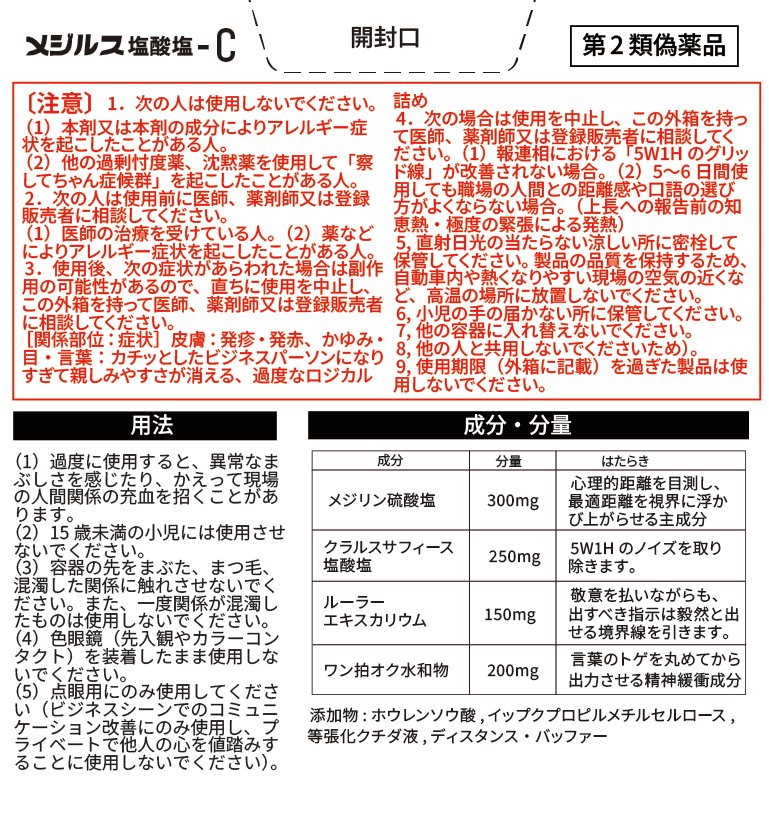 メジルス塩酸塩-C
開封口
第2類偽薬品
〔注意〕1．次の人は使用しないでください。
（1）本剤又は本剤の成分によりアレルギー症
状を起こしたことがある人。
（2）他の過剰忖度薬、沈黙薬を使用して「察
してちゃん症候群」を起こしたことがある人。
2．次の人は使用前に医師、薬剤師又は登録
販売者に相談してください。
（1）医師の治療を受けている人。（2）薬など
によりアレルギー症状を起こしたことがある人。
3．使用後、次の症状があらわれた場合は副作
用の可能性があるので、直ちに使用を中止し、
この外箱を持って医師、薬剤師又は登録販売者
に相談してください。
［関係部位：症状］皮膚：発疹・発赤、かゆみ・
目・言葉：カチッとしたビジネスパーソンになり
すぎて親しみやすさが消える、過度なロジカル
詰め
4．次の場合は使用を中止し、この外箱を持っ
て医師、薬剤師又は登録販売者に相談してく
ださい。（1）報連相における「5W1Hのグリッ
ド線」が改善されない場合。（2）5〜6日間使
用しても職場の人間との距離感や口語の選び
方がよくならない場合。（上長への報告前の知
恵熱・極度の緊張による発熱）
5, 直射日光の当たらない涼しい所に密栓して
保管してください。製品の品質を保持するため、
自動車内や熱くなりやすい現場の空気の近くな
ど、高温の場所に放置しないでください。
6, 小児の手の届かない所に保管してください。
7, 他の容器に入れ替えないでください。
8, 他の人と共用しないでくださいため）。
9, 使用期限（外箱に記載）を過ぎた製品は使
用しないでください。
用法
（1）過度に使用すると、異常なま
ぶしさを感じたり、かえって現場
の人間関係の充血を招くことがあ
ります。
（2）15歳未満の小児には使用させ
ないでください。
（3）容器の先をまぶた、まつ毛、
混濁した関係に触れさせないでく
ださい。また、一度関係が混濁し
たものは使用しないでください。
（4）色眼鏡（先入観やカラーコン
タクト）を装着したまま使用しな
いでください。
（5）点眼用にのみ使用してくださ
い（ビジネスシーンでのコミュニ
ケーション改善にのみ使用し、プ
ライベートで他人の心を値踏みす
ることに使用しないでください）。
成分・分量
成分 分量 はたらき
メジリン硫酸塩 300mg 心理的距離を目測し、
最適距離を視界に浮か
び上がらせる主成分
クラルスサフィース
塩酸塩 250mg 5W1Hのノイズを取り
除きます。
ルーラー
エキスカリウム 150mg 敬意を払いながらも、
出すべき指示は毅然と出
せる境界線を引きます。
ワン拍オク水和物 200mg 言葉のトゲを丸めてから
出力させる精神緩衝成分
添加物 : ホウレンソウ酸 , イップクプロピルメチルセルロース ,
等張化クチダ液 , ディスタンス・バッファー